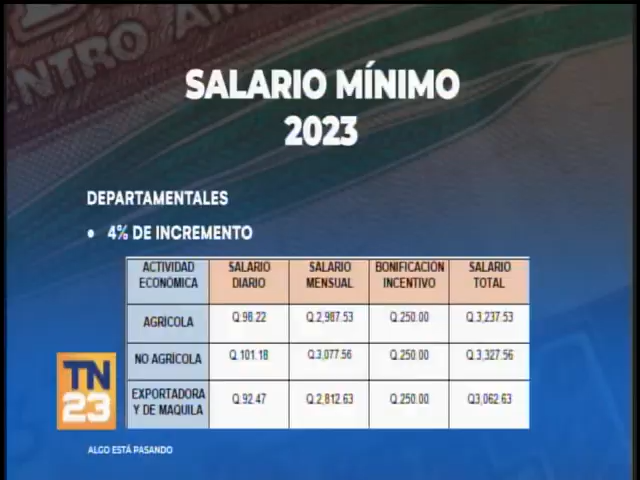 ENTRO AM
SALARIO MÍNIMO
2023
DEPARTAMENTALES
• 4% DE INCREMENTO
ACTIVIDAD ECONÓMICA SALARIO DIARIO SALARIO MENSUAL BONIFICACIÓN INCENTIVO SALARIO TOTAL
AGRÍCOLA Q.98.22 Q.2,987.53 Q.250.00 Q.3,237.53
NO AGRÍCOLA Q.101.18 Q.3,077.56 Q.250.00 Q.3,327.56
EXPORTADORA Y DE MAQUILA Q.92.47 Q.2,812.63 Q.250.00 Q3,062.63
TN
23
ALGO ESTÁ PASANDO